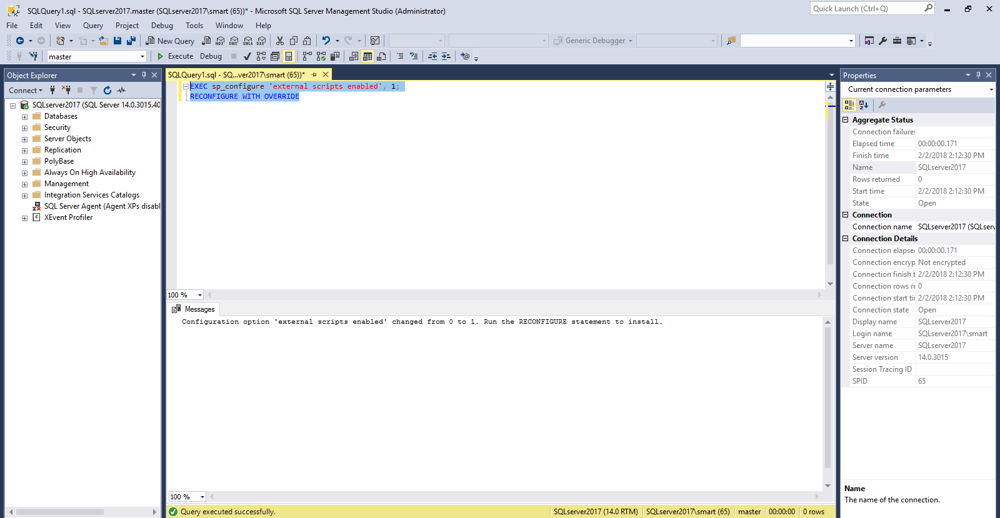 SQLQuery1.sql - SQLserver2017.master (SQLserver2017\smart (65))* - Microsoft SQL Server Management Studio (Administrator)
Quick Launch (Ctrl+Q)
File Edit View Query Project Debug Tools Window Help
New Query
MDX DMX XMLA DAX
Generic Debugger
master
Execute Debug
Object Explorer
Connect
SQLserver2017 (SQL Server 14.0.3015.40
Databases
Security
Server Objects
Replication
PolyBase
Always On High Availability
Management
Integration Services Catalogs
SQL Server Agent (Agent XPs disabl
XEvent Profiler
SQLQuery1.sql - SQ...ver2017\smart (65))*
EXEC sp_configure 'external scripts enabled', 1;
RECONFIGURE WITH OVERRIDE
100 %
Messages
Configuration option 'external scripts enabled' changed from 0 to 1. Run the RECONFIGURE statement to install.
100 %
Query executed successfully.
SQLserver2017 (14.0 RTM) SQLserver2017\smart (65) master 00:00:00 0 rows
Properties
Current connection parameters
Aggregate Status
Connection failures
Elapsed time 00:00:00.171
Finish time 2/2/2018 2:12:30 PM
Name SQLserver2017
Rows returned 0
Start time 2/2/2018 2:12:30 PM
State Open
Connection
Connection name SQLserver2017 (SQLserv
Connection Details
Connection elapse 00:00:00.171
Connection encryp Not encrypted
Connection finish t 2/2/2018 2:12:30 PM
Connection rows re 0
Connection start ti 2/2/2018 2:12:30 PM
Connection state Open
Display name SQLserver2017
Login name SQLserver2017\smart
Server name SQLserver2017
Server version 14.0.3015
Session Tracing ID
SPID 65
Name
The name of the connection.